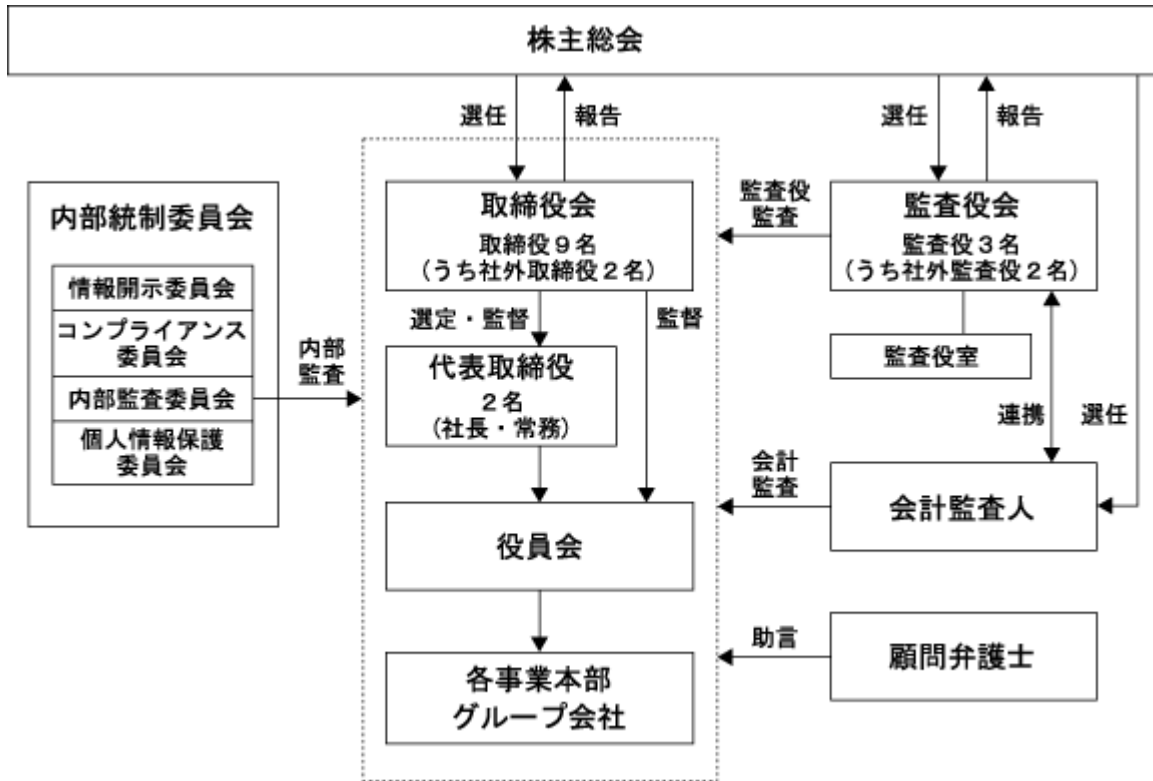 株主総会
選任
報告
選任
報告
内部統制委員会
情報開示委員会
コンプライアンス
委員会
内部監査委員会
個人情報保護
委員会
内部
監査
取締役会
取締役9名
(うち社外取締役2名)
選定・監督
監督
代表取締役
2名
(社長・常務)
役員会
各事業本部
グループ会社
監査役
監査
監査役会
監査役3名
(うち社外監査役2名)
監査役室
連携
選任
会計
監査
会計監査人
助言
顧問弁護士